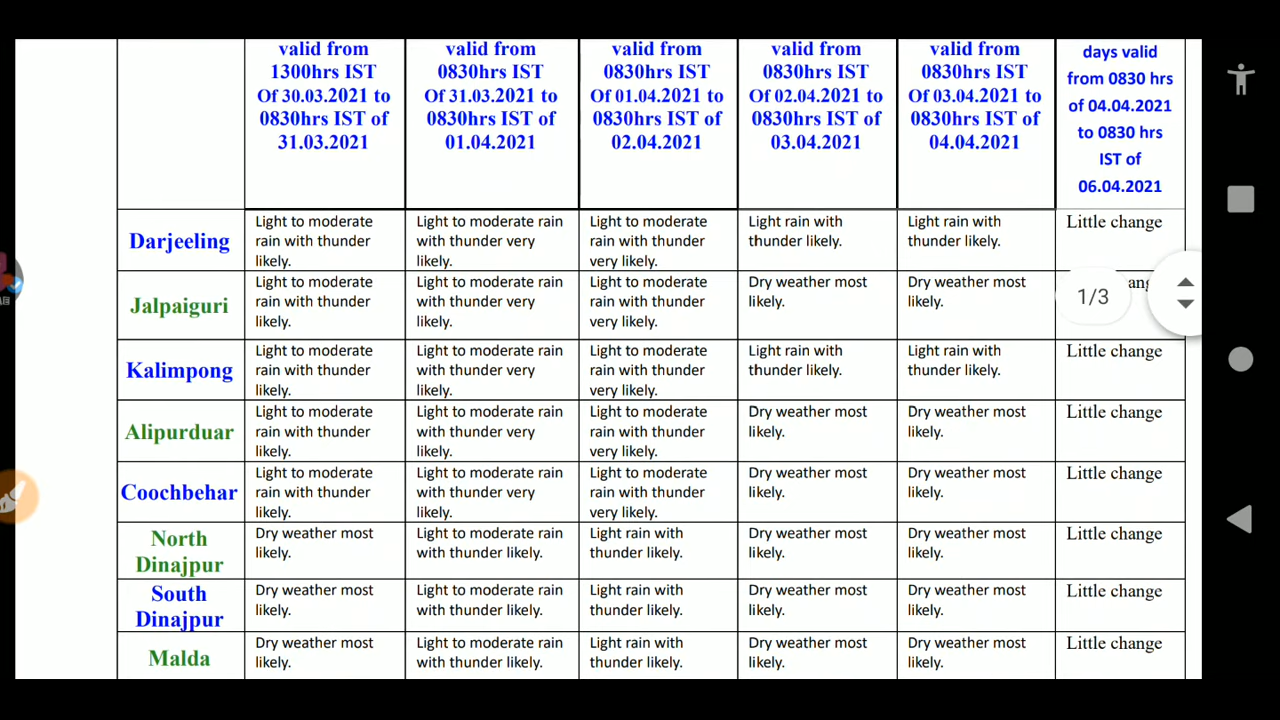 valid from
1300hrs IST
Of 30.03.2021 to
0830hrs IST of
31.03.2021
valid from
0830hrs IST
Of 31.03.2021 to
0830hrs IST of
01.04.2021
valid from
0830hrs IST
Of 01.04.2021 to
0830hrs IST of
02.04.2021
valid from
0830hrs IST
Of 02.04.2021 to
0830hrs IST of
03.04.2021
valid from
0830hrs IST
Of 03.04.2021 to
0830hrs IST of
04.04.2021
days valid
from 0830 hrs
of 04.04.2021
to 0830 hrs
IST of
06.04.2021
Darjeeling
Light to moderate
rain with thunder
likely.
Light to moderate rain
with thunder very
likely.
Light to moderate
rain with thunder
very likely.
Light rain with
thunder likely.
Light rain with
thunder likely.
Little change
Jalpaiguri
Light to moderate
rain with thunder
likely.
Light to moderate rain
with thunder very
likely.
Light to moderate
rain with thunder
very likely.
Dry weather most
likely.
Dry weather most
likely.
1/3
Kalimpong
Light to moderate
rain with thunder
likely.
Light to moderate rain
with thunder very
likely.
Light to moderate
rain with thunder
very likely.
Light rain with
thunder likely.
Light rain with
thunder likely.
Little change
Alipurduar
Light to moderate
rain with thunder
likely.
Light to moderate rain
with thunder very
likely.
Light to moderate
rain with thunder
very likely.
Dry weather most
likely.
Dry weather most
likely.
Little change
Coochbehar
Light to moderate
rain with thunder
likely.
Light to moderate rain
with thunder very
likely.
Light to moderate
rain with thunder
very likely.
Dry weather most
likely.
Dry weather most
likely.
Little change
North
Dinajpur
Dry weather most
likely.
Light to moderate rain
with thunder likely.
Light rain with
thunder likely.
Dry weather most
likely.
Dry weather most
likely.
Little change
South
Dinajpur
Dry weather most
likely.
Light to moderate rain
with thunder likely.
Light rain with
thunder likely.
Dry weather most
likely.
Dry weather most
likely.
Little change
Malda
Dry weather most
likely.
Light to moderate rain
with thunder likely.
Light rain with
thunder likely.
Dry weather most
likely.
Dry weather most
likely.
Little change